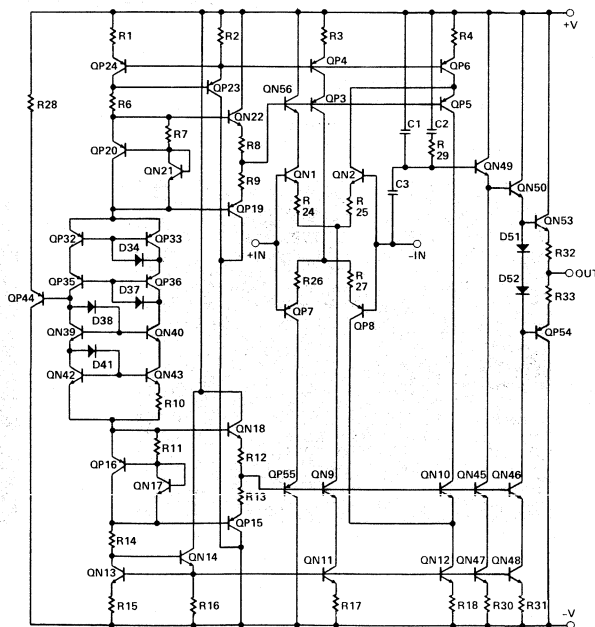 +V
R1
R2
R3
R4
QP24
QP23
QP4
QP6
R28
R6
QN22
QN56
QP3
QP5
R7
R8
C1
C2
R 29
QP20
QN21
R9
QN1
QN2
C3
QN49
QN50
QP19
R 24
R 25
D51
QN53
QP32
QP33
D34
+IN
-IN
R32
QP35
QP36
D37
R26
R 27
OUT
QP44
D38
QP7
QP8
D52
R33
QN39
QN40
QP54
D41
QN42
QN43
R10
R11
QN18
R12
QP16
QN17
R13
QP55
QN9
QN10
QN45
QN46
QP15
R14
QN14
QN13
QN11
QN12
QN47
QN48
-V
R15
R16
R17
R18
R30
R31